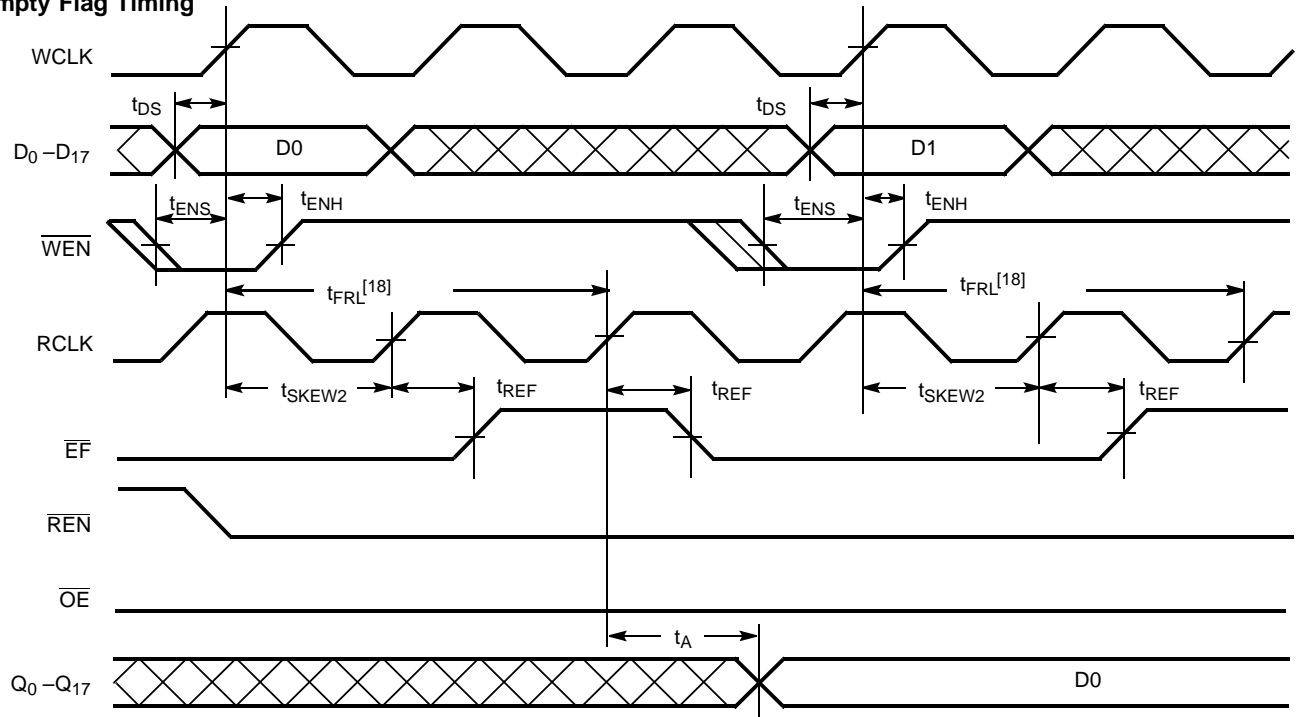 mpty Flag Timing
WCLK
tDS tDS
D0 –D17 D0 D1
tENS tENH tENS tENH
WEN
tFRL[18] tFRL[18]
RCLK
tSKEW2 tREF tREF tSKEW2 tREF
EF
REN
OE
tA
Q0 –Q17 D0